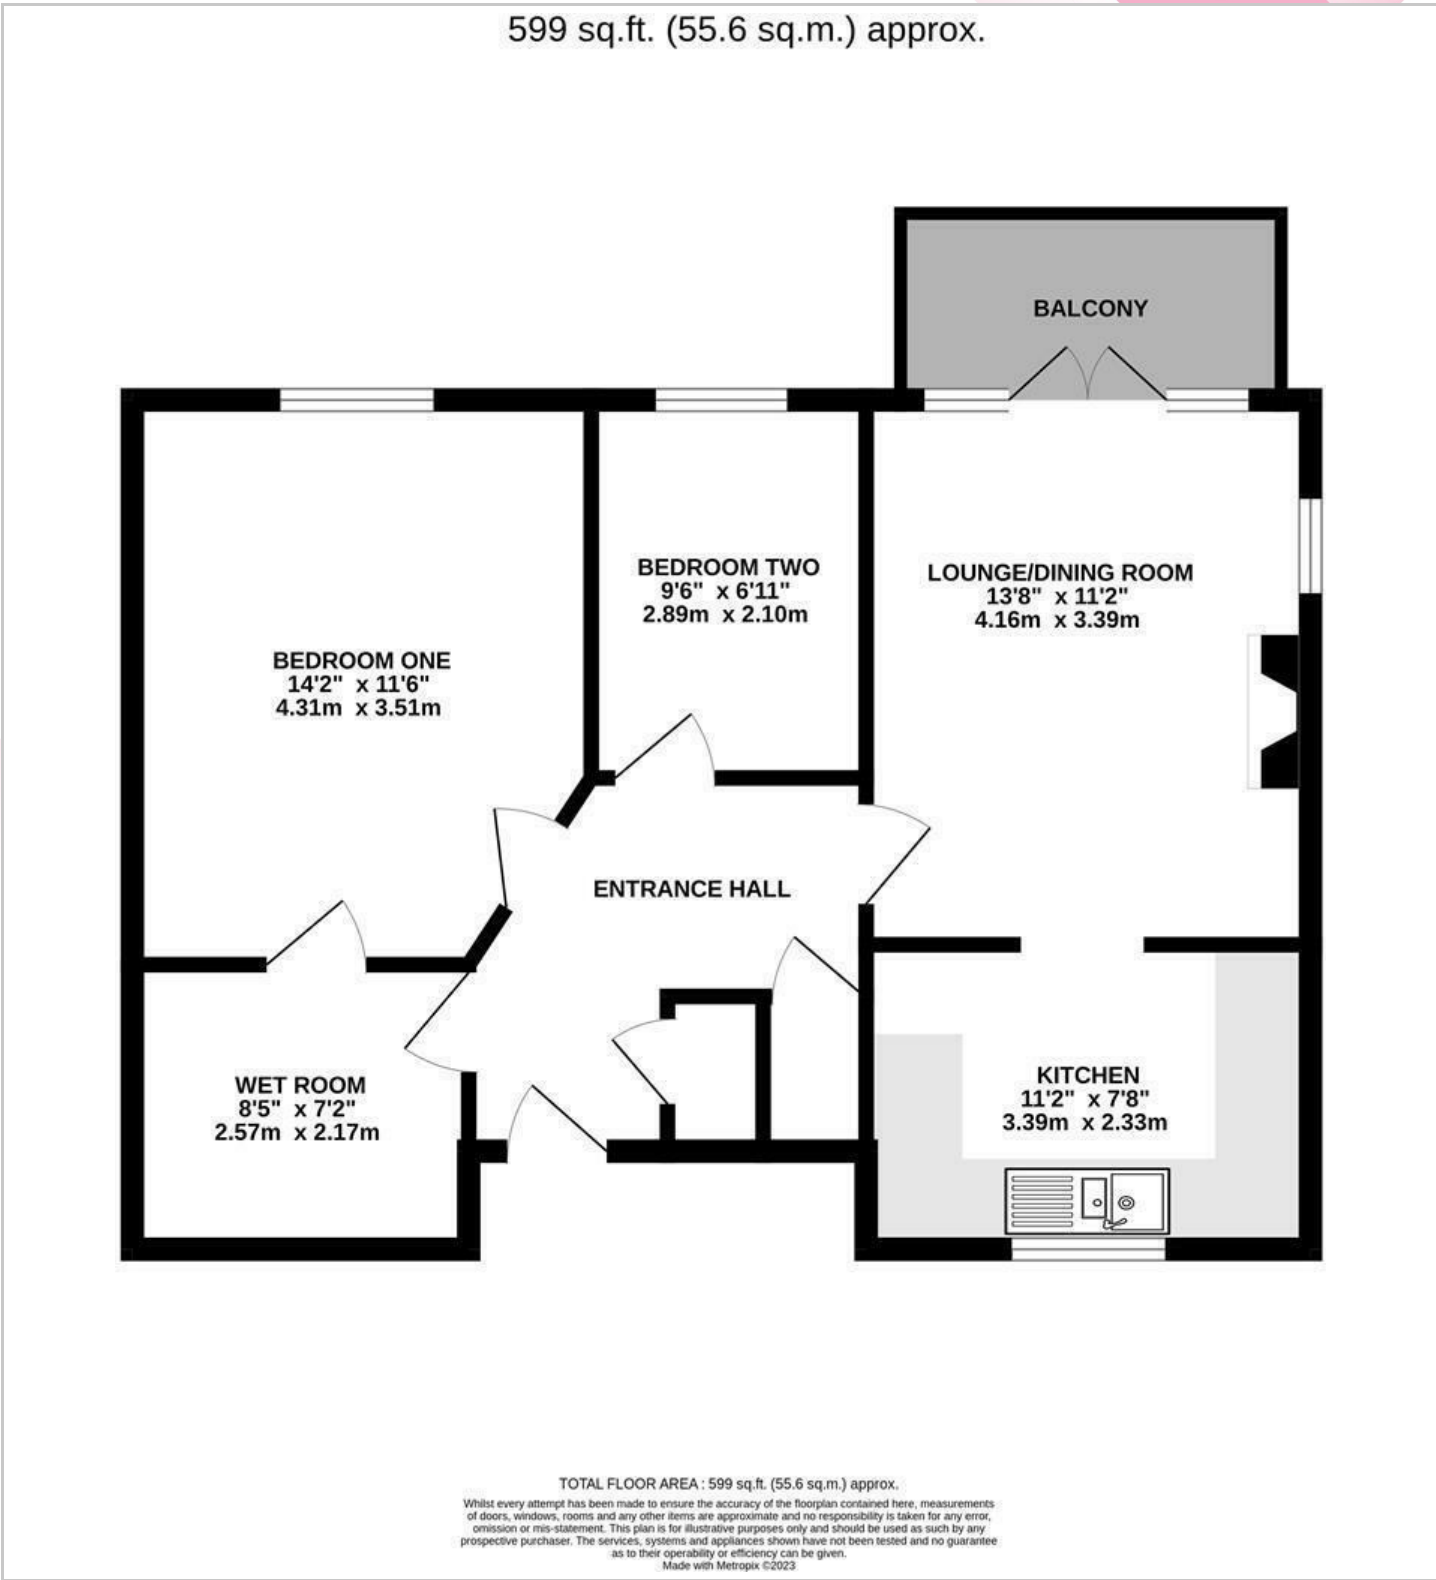 599 sq.ft. (55.6 sq.m.) approx.
BALCONY
BEDROOM TWO
9'6" x 6'11"
2.89m x 2.10m
LOUNGE/DINING ROOM
13'8" x 11'2"
4.16m x 3.39m
BEDROOM ONE
14'2" x 11'6"
4.31m x 3.51m
ENTRANCE HALL
WET ROOM
8'5" x 7'2"
2.57m x 2.17m
KITCHEN
11'2" x 7'8"
3.39m x 2.33m
TOTAL FLOOR AREA : 599 sq.ft. (55.6 sq.m.) approx.
Whilst every attempt has been made to ensure the accuracy of the floorplan contained here, measurements
of doors, windows, rooms and any other items are approximate and no responsibility is taken for any error,
omission or mis-statement. This plan is for illustrative purposes only and should be used as such by any
prospective purchaser. The services, systems and appliances shown have not been tested and no guarantee
as to their operability or efficiency can be given.
Made with Metropix ©2023